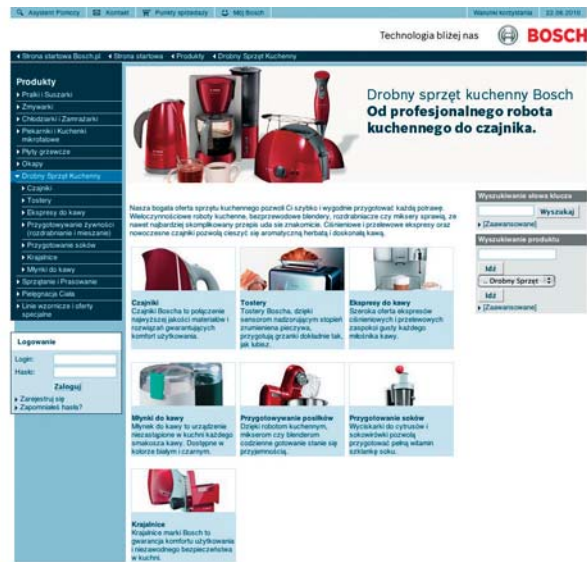 Asystent Pomocy Kontakt Punkty sprzedaży Mój Bosch Warunki korzystania 22.06.2010
Technologia bliżej nas BOSCH
Strona startowa Bosch.pl Strona startowa Produkty Drobny Sprzęt Kuchenny
Produkty
Pralki i Suszarki
Zmywarki
Chłodziarki i Zamrażarki
Piekarniki i Kuchenki
mikrofalowe
Płyty grzewcze
Okapy
Drobny Sprzęt Kuchenny
Czajniki
Tostery
Ekspresy do kawy
Przygotowywanie żywności
(rozdrabnianie i mieszanie)
Przygotowanie soków
Krajalnice
Młynki do kawy
Sprzątanie i Prasowanie
Pielęgnacja Ciała
Linie wzornicze i oferty
specjalne
Logowanie
Login:
Hasło:
Zaloguj
Zarejestruj się
Zapomniałeś hasła?
Drobny sprzęt kuchenny Bosch
Od profesjonalnego robota
kuchennego do czajnika.
Nasza bogata oferta sprzętu kuchennego pozwoli Ci szybko i wygodnie przygotować każdą potrawę.
Wieloczynnościowe roboty kuchenne, bezprzewodowe blendery, rozdrabniacze czy miksery sprawią, że
nawet najbardziej skomplikowany przepis uda się znakomicie. Ciśnieniowe i przelewowe ekspresy oraz
nowoczesne czajniki pozwolą cieszyć się aromatyczną herbatą i doskonałą kawą.
Czajniki
Czajniki Boscha to połączenie
najwyższej jakości materiałów i
rozwiązań gwarantujących
komfort użytkowania.
Tostery
Tostery Boscha, dzięki
sensorom nadzorującym stopień
zrumienienia pieczywa,
przygotują grzanki dokładnie tak,
jak lubisz.
Ekspresy do kawy
Szeroka oferta ekspresów
ciśnieniowych i przelewowych
zaspokoi gusty każdego
miłośnika kawy.
Młynki do kawy
Młynek do kawy to urządzenie
niezastąpione w kuchni każdego
smakosza kawy. Dostępne w
kolorze białym i czarnym.
Przygotowywanie posiłków
Dzięki robotom kuchennym,
mikserom czy blenderom
codzienne gotowanie stanie się
przyjemnością.
Przygotowanie soków
Wyciskarki do cytrusów i
sokowirówki pozwolą
przygotować pełną witamin
szklankę soku.
Krajalnice
Krajalnice marki Bosch to
gwarancja komfortu użytkowania
i niezawodnego bezpieczeństwa
w kuchni.
Wyszukiwanie słowa klucza
Wyszukaj
[Zaawansowane]
Wyszukiwanie produktu
Idź
.. Drobny Sprzęt
Idź
[Zaawansowane]